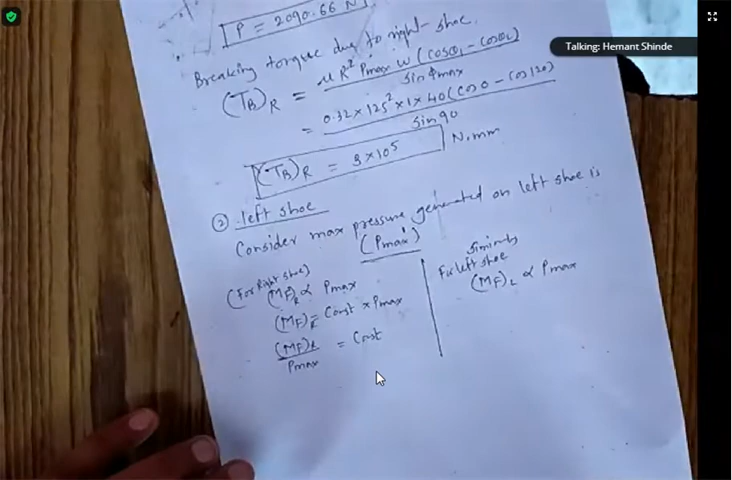 P = 2090.66 N
Talking: Hemant Shinde
Breaking torque due to right-shoe.
(TB)R = μ R² Pmax w (cosθ1 - cosθ2) / sin ϕmax
= 0.32 × 125² × 1 × 40 (cos 0 - cos 120) / sin 90
(TB)R = 3 × 10⁵ N.mm
② left shoe
Consider max pressure generated on left shoe is
(Pmax')
(For Right shoe)
(MF)R ∝ Pmax
(MF)R = Const × Pmax
(MF)R / Pmax = Const
Similarly
For left shoe
(MF)L ∝ Pmax